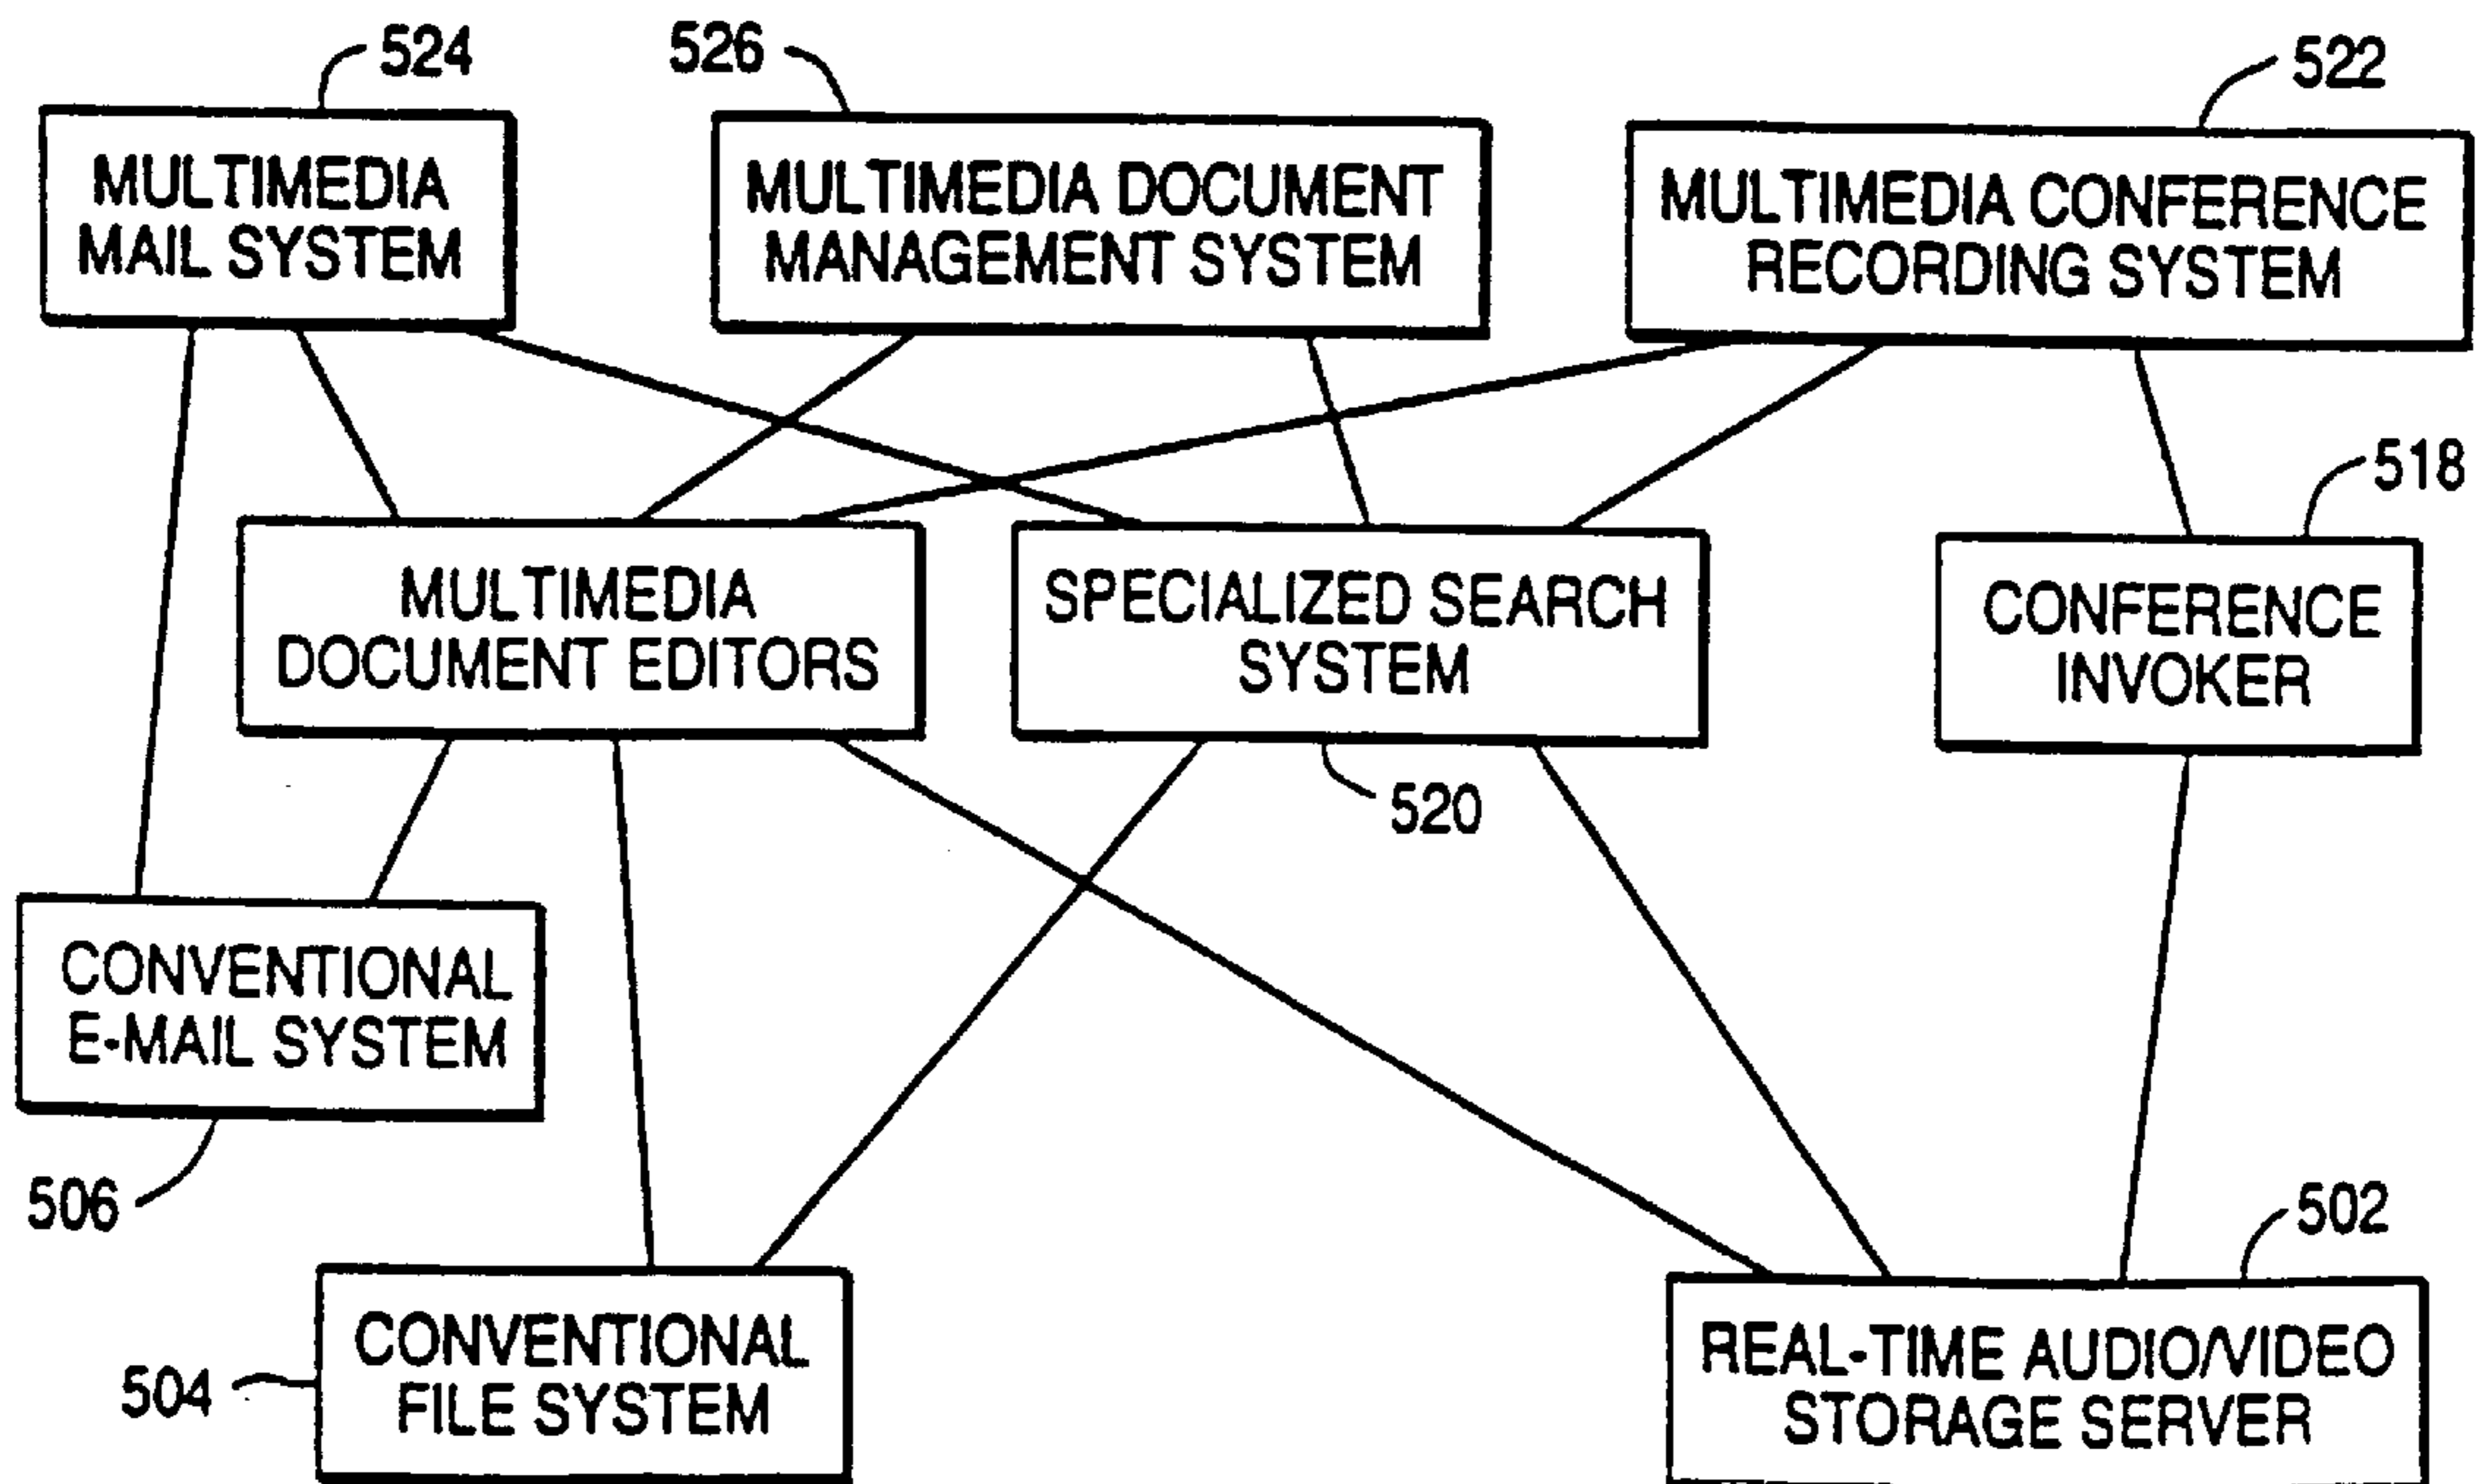 524
526
522
MULTIMEDIA
MAIL SYSTEM
MULTIMEDIA DOCUMENT
MANAGEMENT SYSTEM
MULTIMEDIA CONFERENCE
RECORDING SYSTEM
518
MULTIMEDIA
DOCUMENT EDITORS
SPECIALIZED SEARCH
SYSTEM
CONFERENCE
INVOKER
520
CONVENTIONAL
E-MAIL SYSTEM
506
502
504
CONVENTIONAL
FILE SYSTEM
REAL-TIME AUDIO/VIDEO
STORAGE SERVER